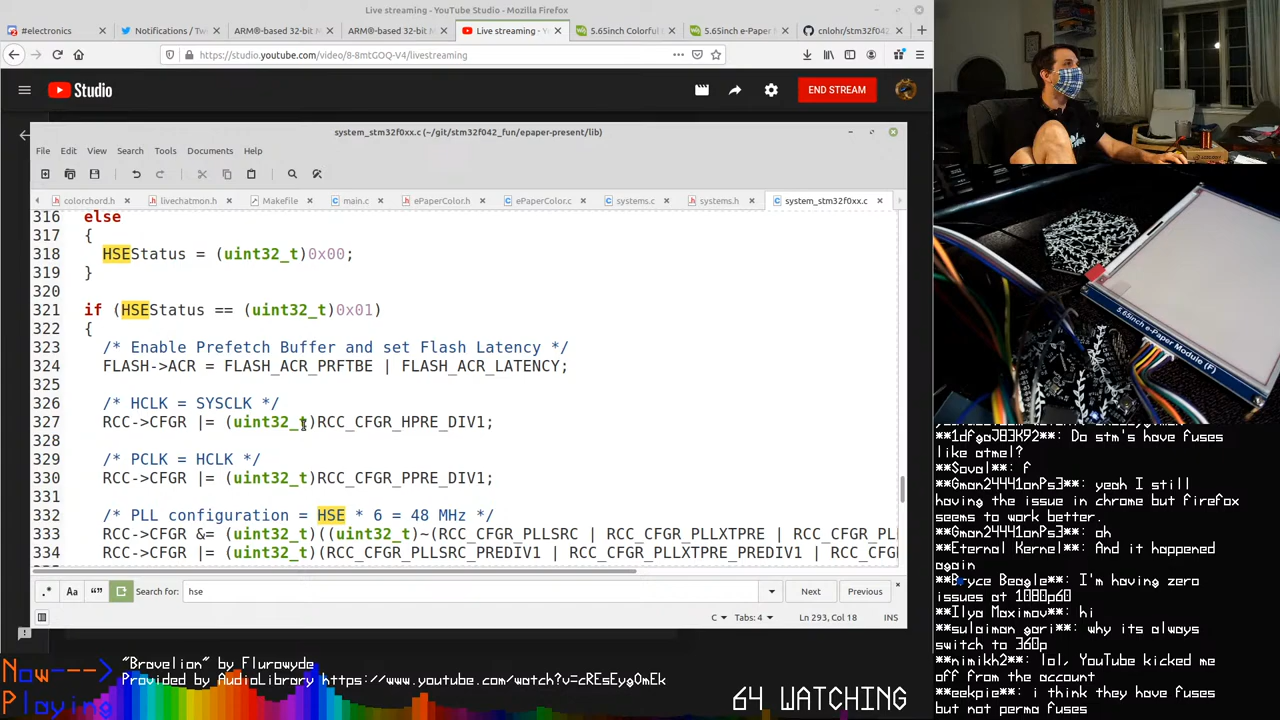 Live streaming - YouTube Studio - Mozilla Firefox
#electronics
Notifications / Tw
ARM®-based 32-bit M
ARM®-based 32-bit M
Live streaming - Yo
5.65inch Colorful
5.65inch e-Paper M
cnlohr/stm32f042
https://studio.youtube.com/video/8-8mtGOQ-V4/livestreaming
Studio
END STREAM
system_stm32f0xx.c (~/git/stm32f042_fun/epaper-present/lib)
File Edit View Search Tools Documents Help
colorchord.h livechatmon.h Makefile main.c ePaperColor.h ePaperColor.c systems.c systems.h system_stm32f0xx.c
316 else
317 {
318 HSEStatus = (uint32_t)0x00;
319 }
320
321 if (HSEStatus == (uint32_t)0x01)
322 {
323 /* Enable Prefetch Buffer and set Flash Latency */
324 FLASH->ACR = FLASH_ACR_PRFTBE | FLASH_ACR_LATENCY;
325
326 /* HCLK = SYSCLK */
327 RCC->CFGR |= (uint32_t)RCC_CFGR_HPRE_DIV1;
328
329 /* PCLK = HCLK */
330 RCC->CFGR |= (uint32_t)RCC_CFGR_PPRE_DIV1;
331
332 /* PLL configuration = HSE * 6 = 48 MHz */
333 RCC->CFGR &= (uint32_t)((uint32_t)~(RCC_CFGR_PLLSRC | RCC_CFGR_PLLXTPRE | RCC_CFGR_PL
334 RCC->CFGR |= (uint32_t)(RCC_CFGR_PLLSRC_PREDIV1 | RCC_CFGR_PLLXTPRE_PREDIV1 | RCC_CFG
.* Aa “” Search for: hse Next Previous
C Tabs: 4 Ln 293, Col 18 INS
5.65inch e-Paper Module (F)
**1dfgaJ83K92**: Do stm's have fuses
like atmel?
**Soval**: f
**Gman24441onPs3**: yeah I still
having the issue in chrome but firefox
seems to work better.
**Gman24441onPs3**: oh
**Eternal Kernel**: And it happened
again
**Bryce Beagle**: I'm having zero
issues at 1080p60
**Ilya Maximov**: hi
**sulaiman gari**: why its always
switch to 360p
**nimikh2**: lol, YouTube kicked me
off from the account
**eekpie**: i think they have fuses
but not perma fuses
Now---> 
Playing
"Bravelion" by Flurowyde
Provided by AudioLibrary https://www.youtube.com/watch?v=cREsEygOmEk
64 WATCHING